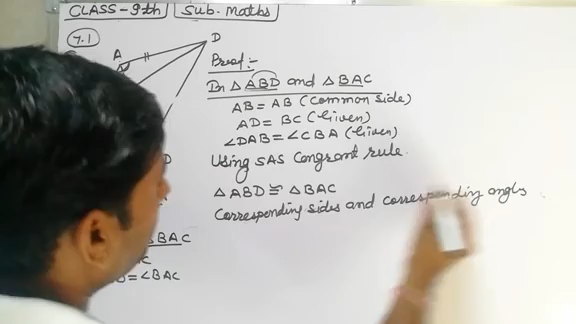 CLASS-9th Sub. Maths
7.1
A
D
Proof:-
In △ ABD and △ BAC
AB = AB (Common side)
AD = BC (Given)
∠DAB = ∠CBA (Given)
Using SAS Congruent rule.
△ ABD ≅ △ BAC
Corresponding sides and corresponding angles
D
BAC
C
= ∠BAC